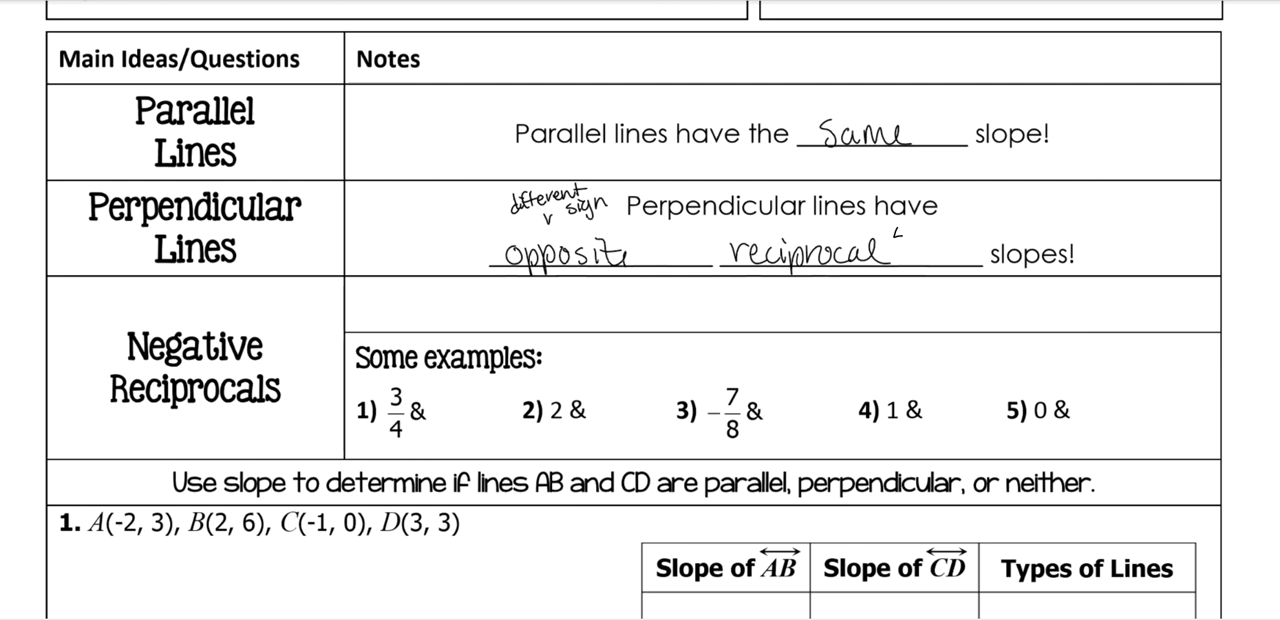 Main Ideas/Questions
Notes
Parallel
Lines
Parallel lines have the same slope!
Perpendicular
Lines
different
sign
Perpendicular lines have
opposite reciprocal slopes!
Negative
Reciprocals
Some examples:
1) 3/4 & 2) 2 & 3) -7/8 & 4) 1 & 5) 0 &
Use slope to determine if lines AB and CD are parallel, perpendicular, or neither.
1. A(-2, 3), B(2, 6), C(-1, 0), D(3, 3)
Slope of AB Slope of CD Types of Lines